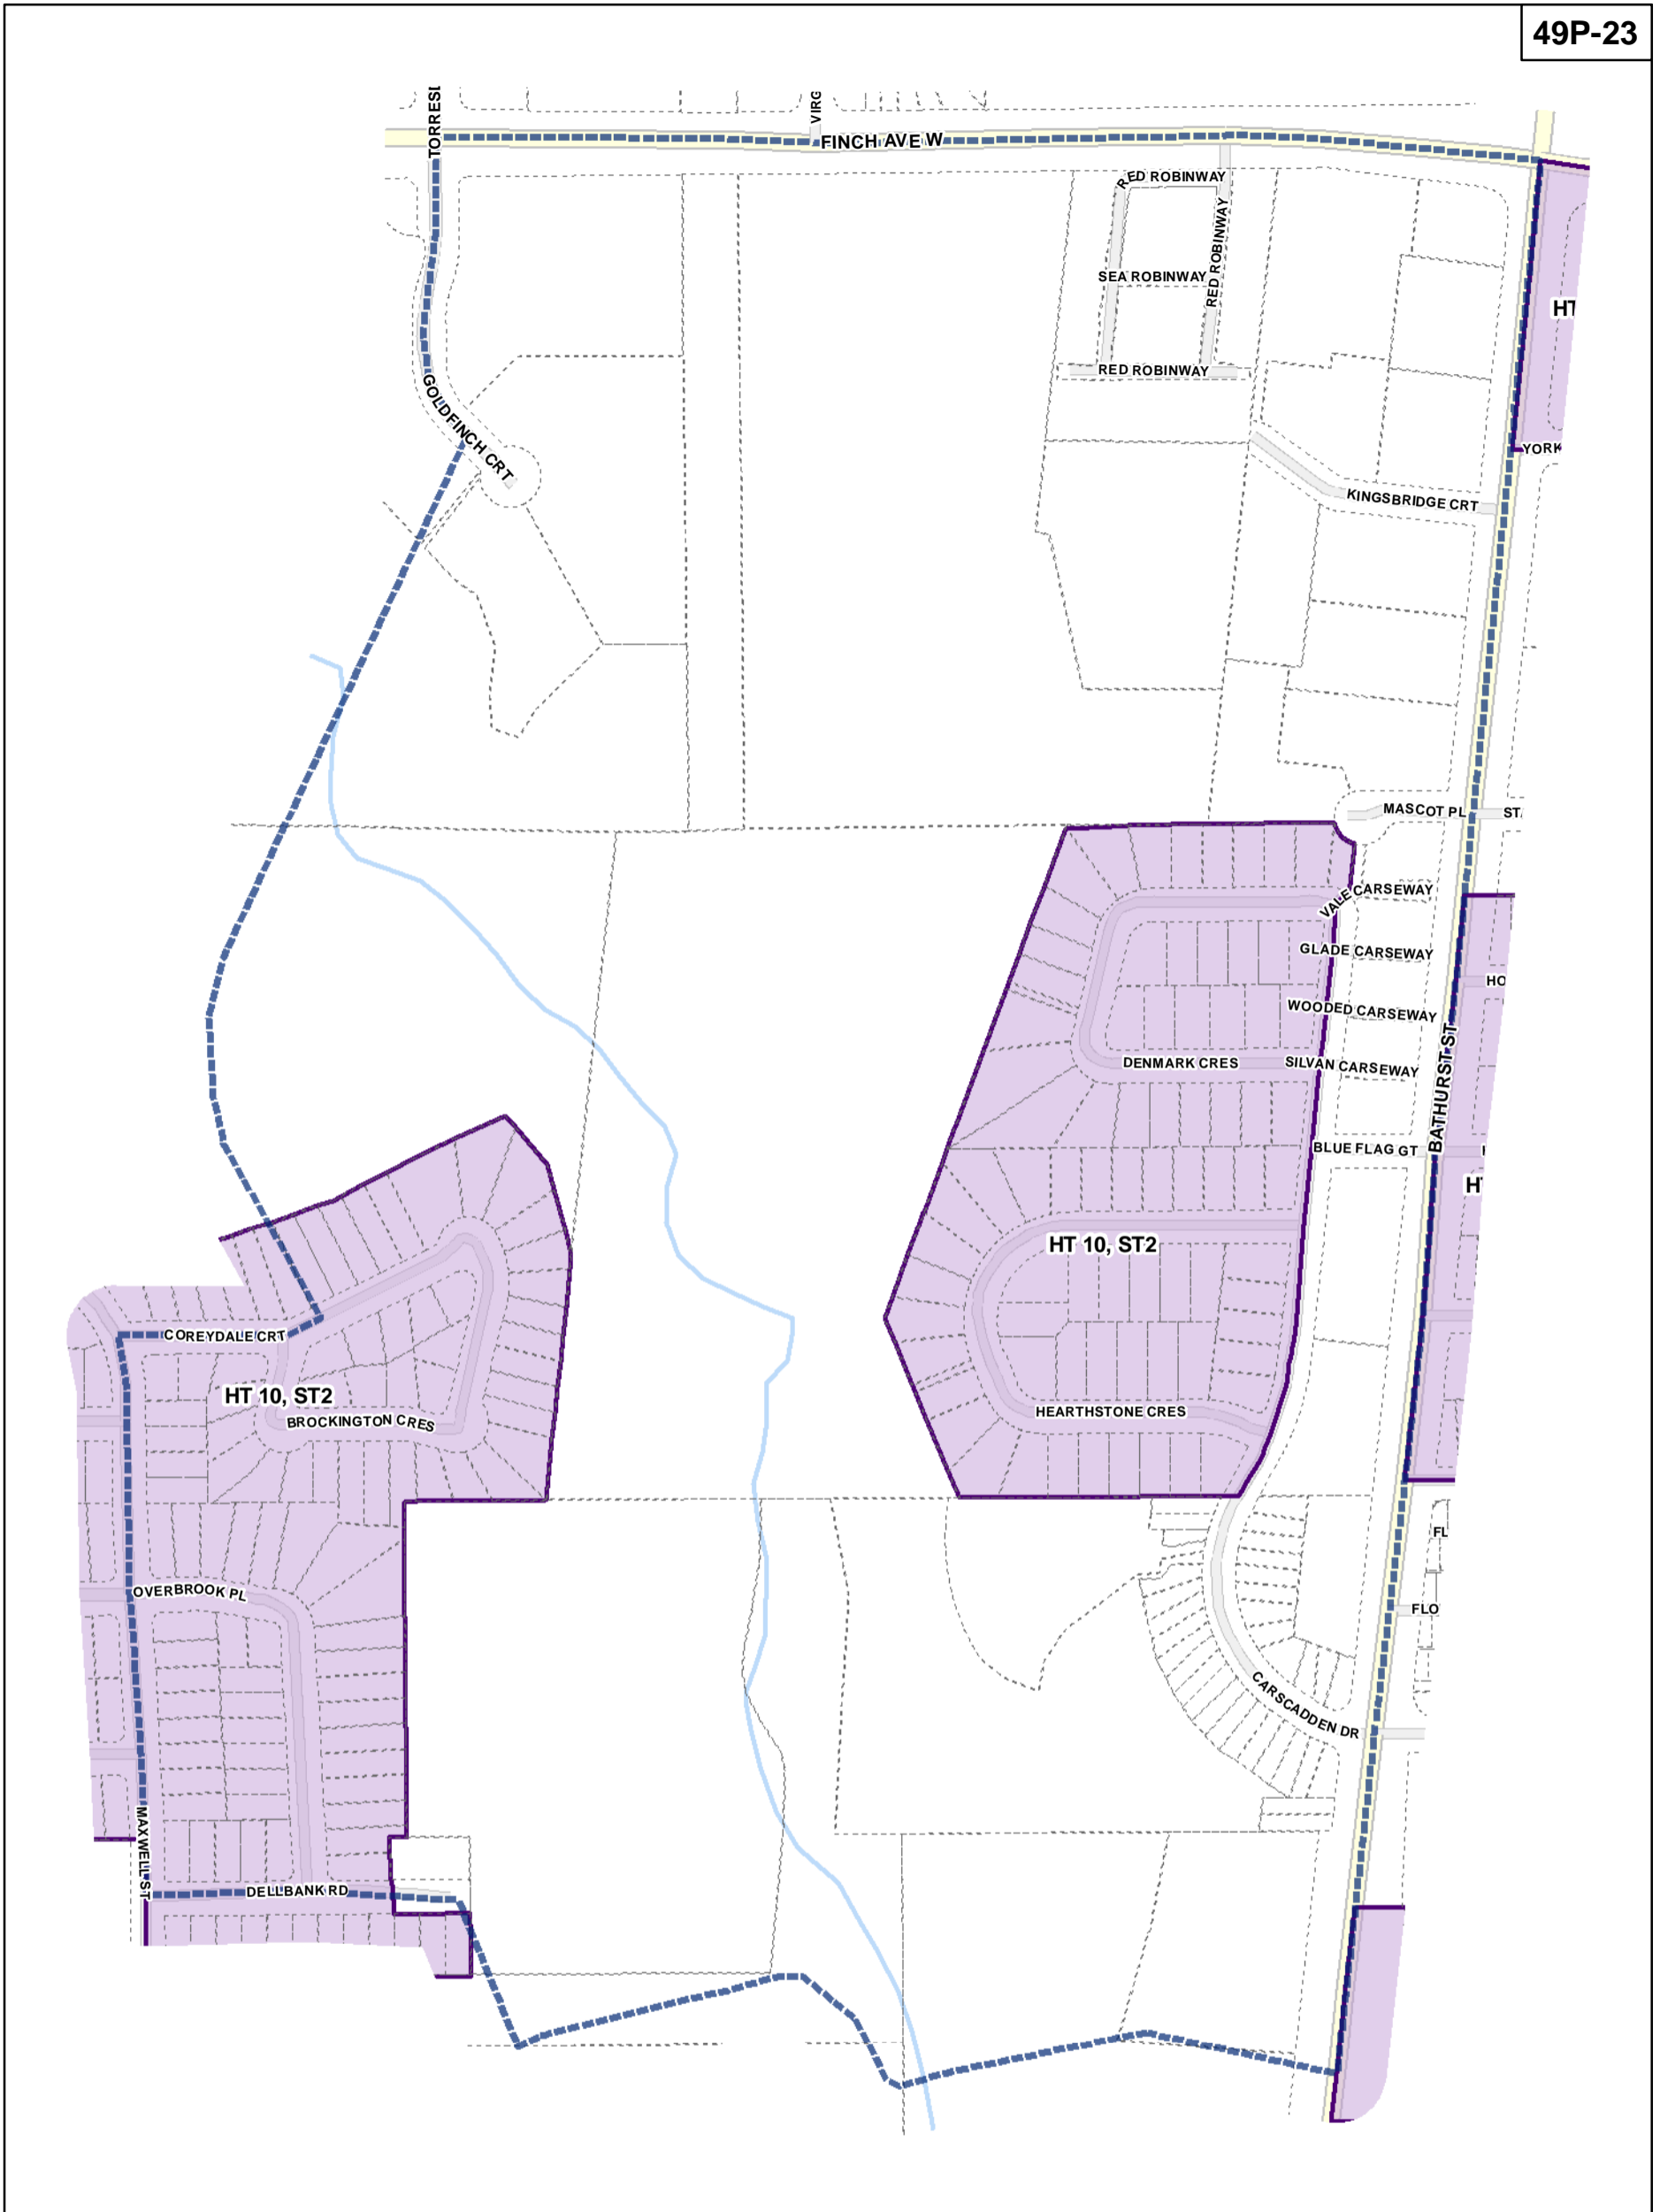 49P-23
TORRESI
VIRG
FINCH AVE W
RED ROBINWAY
RED ROBINWAY
SEA ROBINWAY
HT
RED ROBINWAY
GOLDFINCH CRT
YORK
KINGSBRIDGE CRT
MASCOT PL
ST
VALE CARSEWAY
GLADE CARSEWAY
HO
WOODED CARSEWAY
DENMARK CRES
SILVAN CARSEWAY
BATHURST ST
BLUE FLAG GT
HT 10, ST2
COREYDALE CRT
HT 10, ST2
BROCKINGTON CRES
HEARTHSTONE CRES
FL
OVERBROOK PL
FLO
CARSCADDEN DR
MAXWELL ST
DELLBANK RD